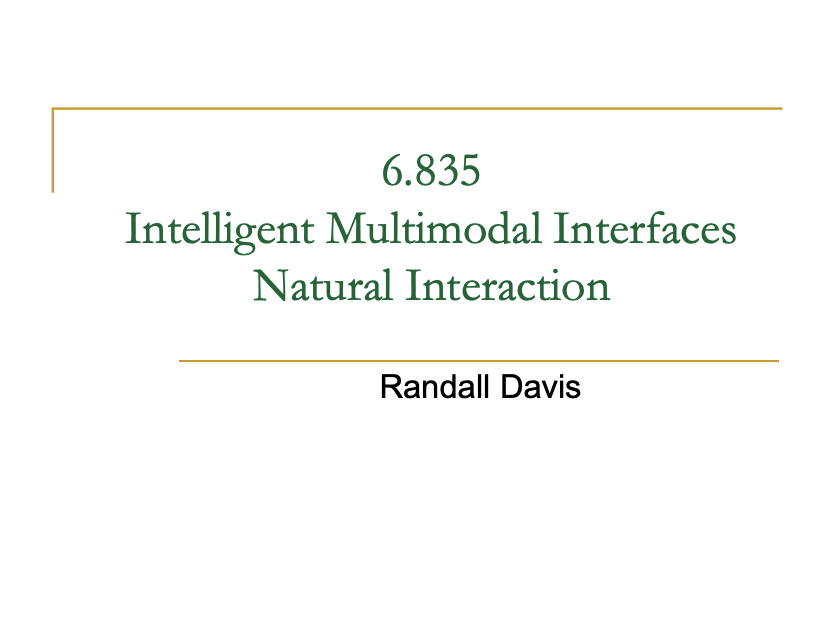 6.835
Intelligent Multimodal Interfaces
Natural Interaction
Randall Davis